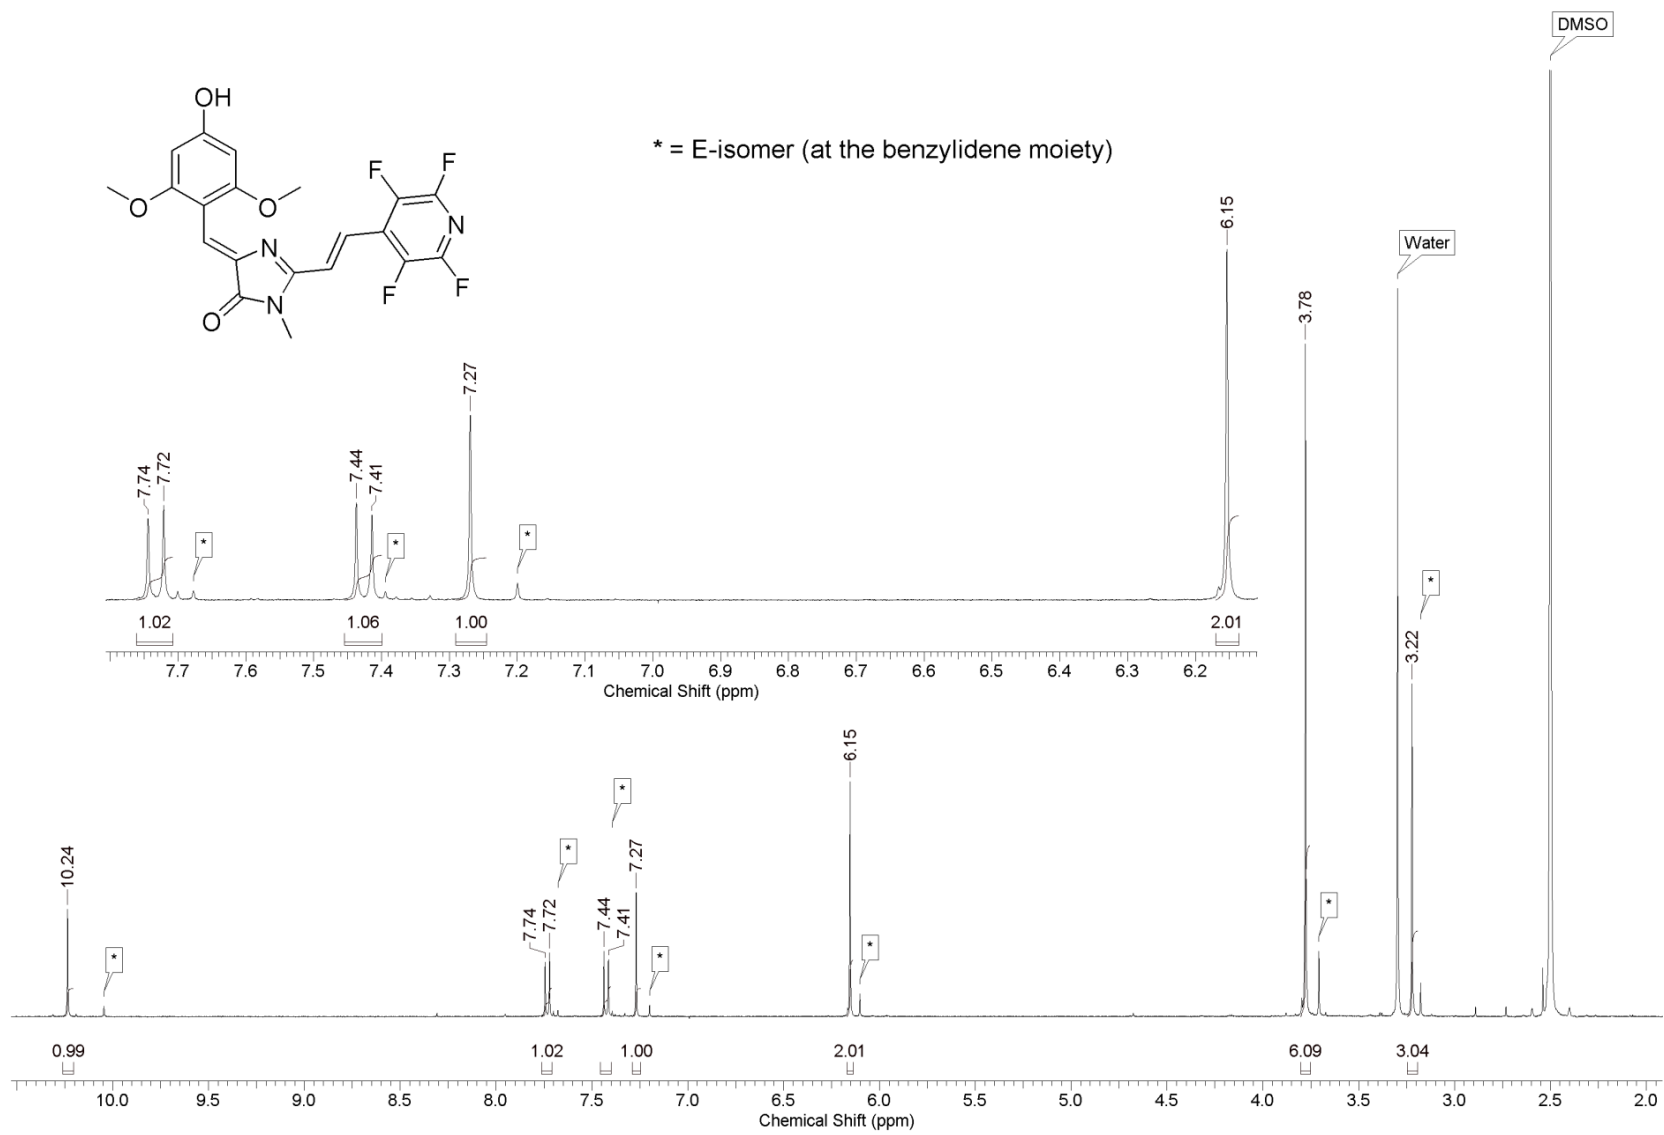 DMSO
OH
* = E-isomer (at the benzylidene moiety)
F
F
O
O
N
N
6.15
Water
F
F
N
O
3.78
7.27
7.74
7.72
7.44
7.41
*
*
*
*
1.02
1.06
1.00
2.01
3.22
7.7 7.6 7.5 7.4 7.3 7.2 7.1 7.0 6.9 6.8 6.7 6.6 6.5 6.4 6.3 6.2
Chemical Shift (ppm)
6.15
*
*
10.24
7.74
7.72
7.44
7.41
7.27
*
*
*
*
0.99
1.02
1.00
2.01
6.09
3.04
10.0 9.5 9.0 8.5 8.0 7.5 7.0 6.5 6.0 5.5 5.0 4.5 4.0 3.5 3.0 2.5 2.0
Chemical Shift (ppm)